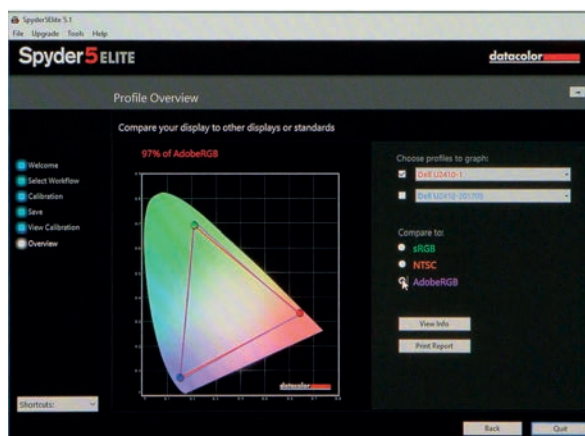 Spyder5Elite 5.1
File Upgrade Tools Help
Spyder5ELITE
datacolor
Profile Overview
Compare your display to other displays or standards
97% of AdobeRGB
Choose profiles to graph:
Dell U2410-1
Welcome
Select Workflow
Calibration
Save
View Calibration
Overview
Compare to:
sRGB
NTSC
AdobeRGB
View Info
Print Report
datacolor
Shortcuts:
Back Quit